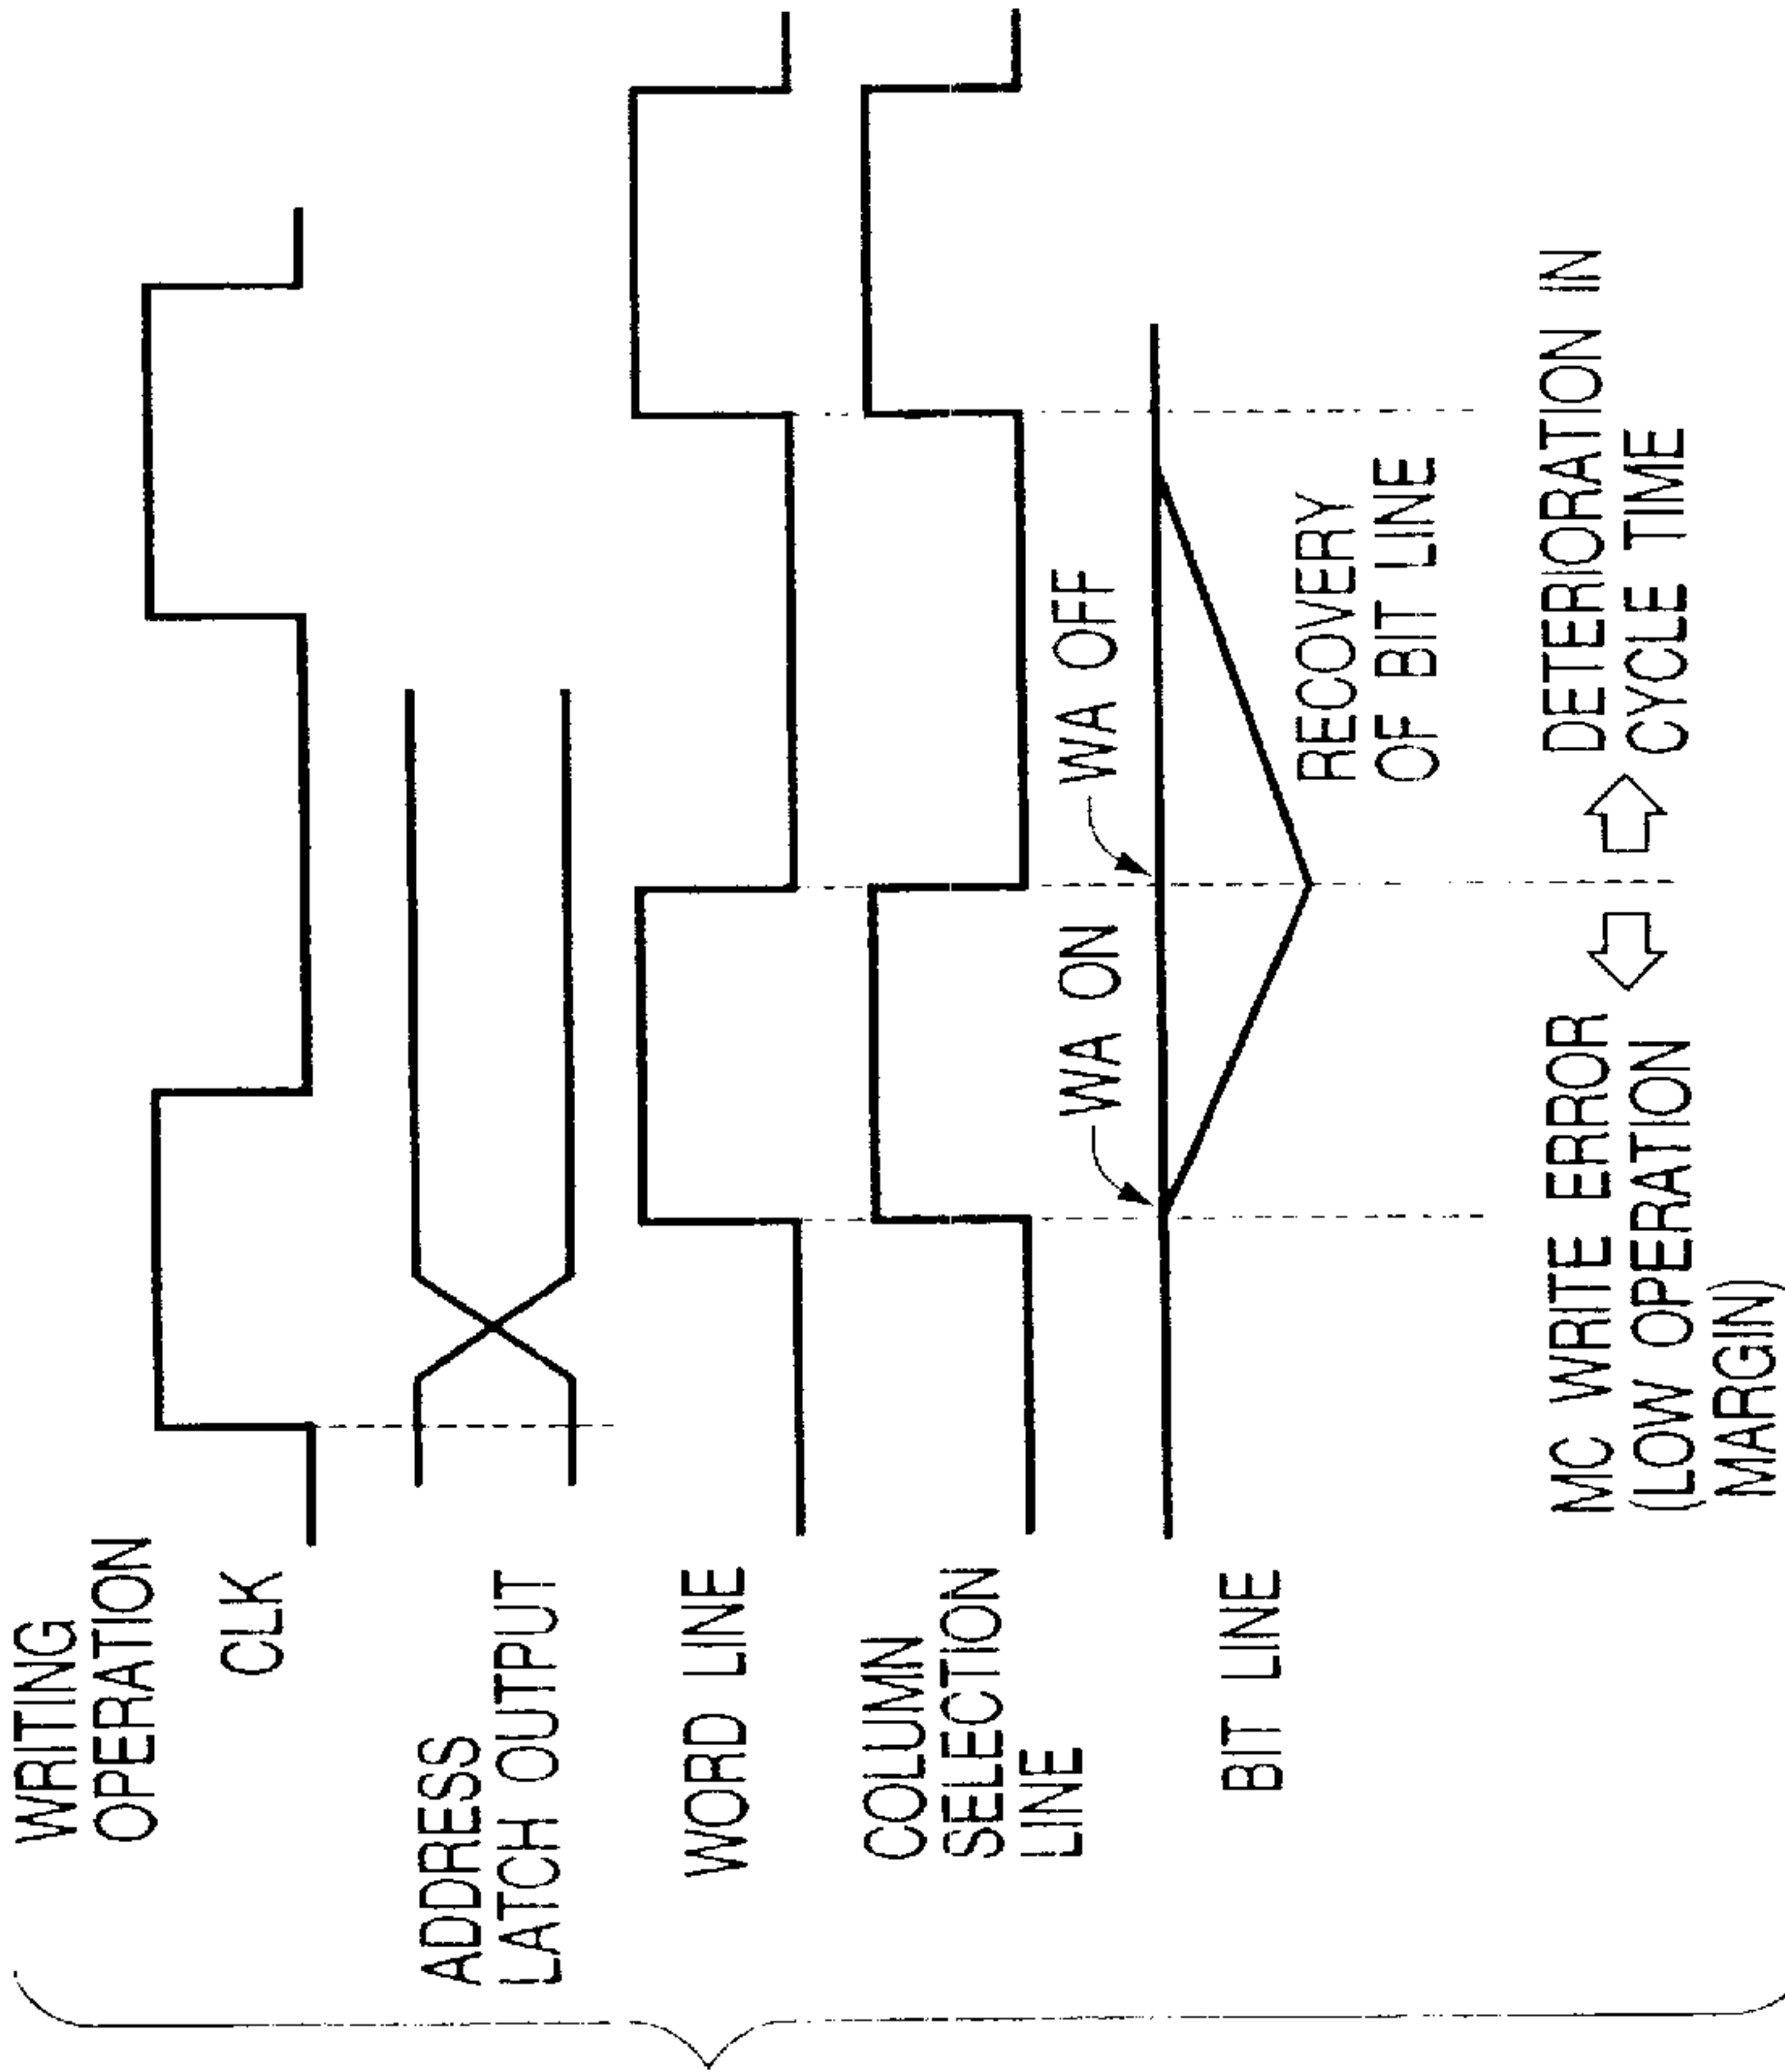 WRITING
OPERATION
CLK
ADDRESS
LATCH OUTPUT
WORD LINE
COLUMN
SELECTION
LINE
BIT LINE
WA ON
WA OFF
RECOVERY
OF BIT LINE
MC WRITE ERROR
(LOW OPERATION
MARGIN)
DETERIORATION IN
CYCLE TIME